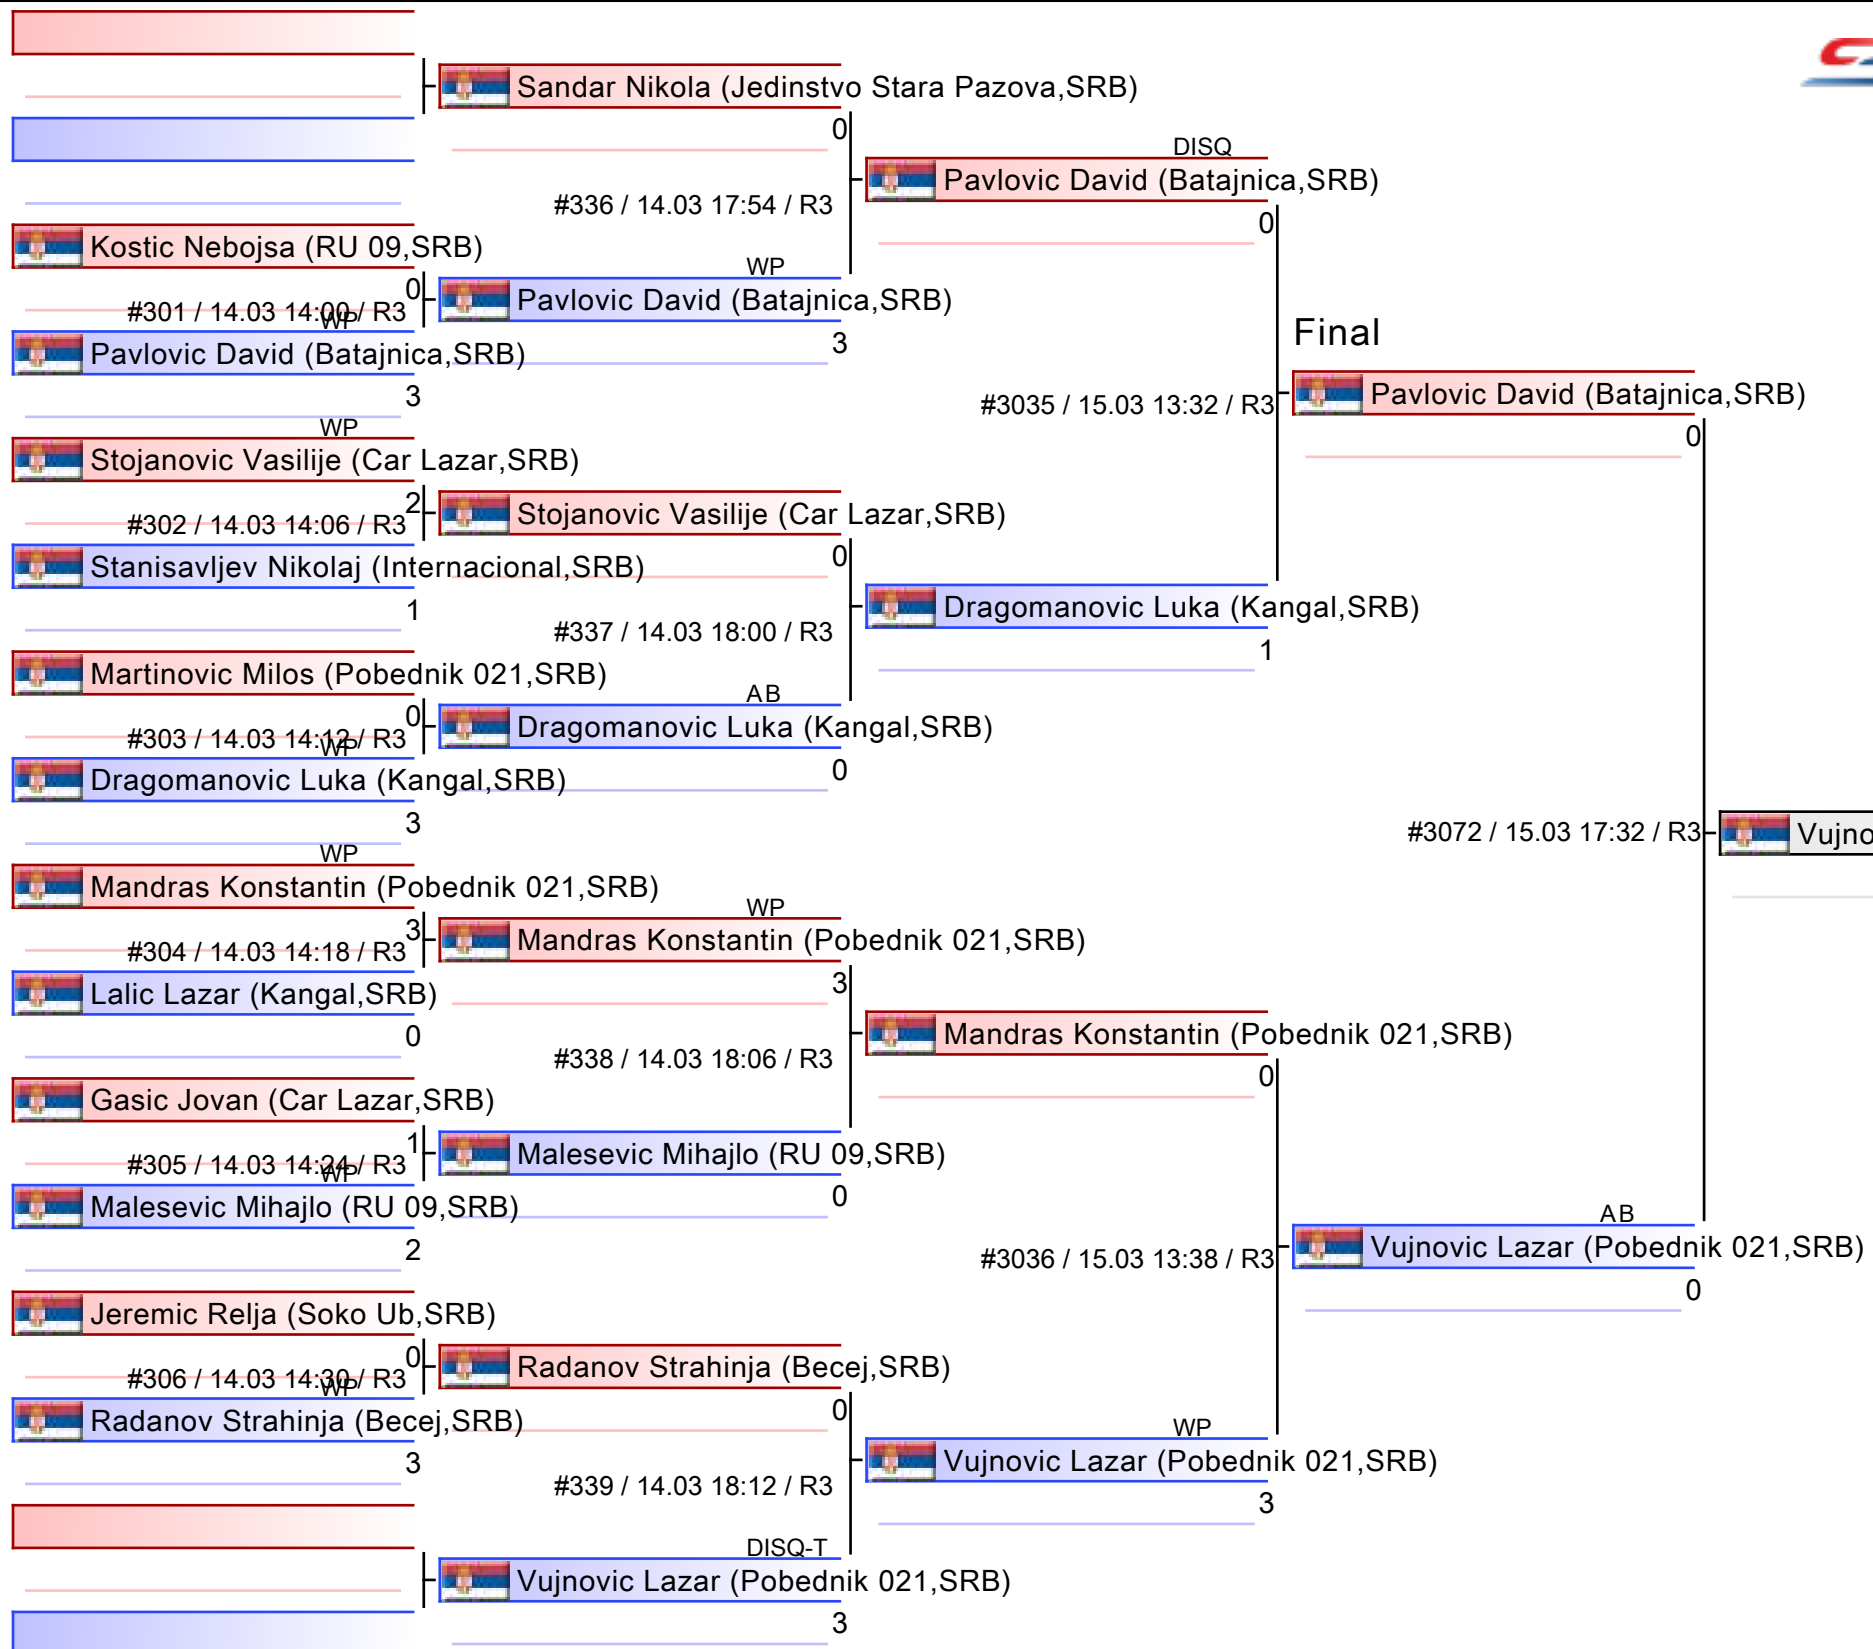 Sandar Nikola (Jedinstvo Stara Pazova,SRB)
0
#336 / 14.03 17:54 / R3
DISQ
Pavlovic David (Batajnica,SRB)
0
Kostic Nebojsa (RU 09,SRB)
0
#301 / 14.03 14:00 / R3
WP
Pavlovic David (Batajnica,SRB)
3
WP
Pavlovic David (Batajnica,SRB)
3
Final
#3035 / 15.03 13:32 / R3
Pavlovic David (Batajnica,SRB)
0
WP
Stojanovic Vasilije (Car Lazar,SRB)
2
#302 / 14.03 14:06 / R3
Stanisavljev Nikolaj (Internacional,SRB)
1
Stojanovic Vasilije (Car Lazar,SRB)
0
#337 / 14.03 18:00 / R3
Dragomanovic Luka (Kangal,SRB)
1
Martinovic Milos (Pobednik 021,SRB)
0
#303 / 14.03 14:12 / R3
WP
Dragomanovic Luka (Kangal,SRB)
3
AB
Dragomanovic Luka (Kangal,SRB)
0
#3072 / 15.03 17:32 / R3
Vujno
WP
Mandras Konstantin (Pobednik 021,SRB)
3
#304 / 14.03 14:18 / R3
Lalic Lazar (Kangal,SRB)
0
WP
Mandras Konstantin (Pobednik 021,SRB)
3
#338 / 14.03 18:06 / R3
Mandras Konstantin (Pobednik 021,SRB)
0
Gasic Jovan (Car Lazar,SRB)
1
#305 / 14.03 14:24 / R3
WP
Malesevic Mihajlo (RU 09,SRB)
2
Malesevic Mihajlo (RU 09,SRB)
0
#3036 / 15.03 13:38 / R3
AB
Vujnovic Lazar (Pobednik 021,SRB)
0
Jeremic Relja (Soko Ub,SRB)
0
#306 / 14.03 14:30 / R3
WP
Radanov Strahinja (Becej,SRB)
3
Radanov Strahinja (Becej,SRB)
0
#339 / 14.03 18:12 / R3
WP
Vujnovic Lazar (Pobednik 021,SRB)
3
DISQ-T
Vujnovic Lazar (Pobednik 021,SRB)
3